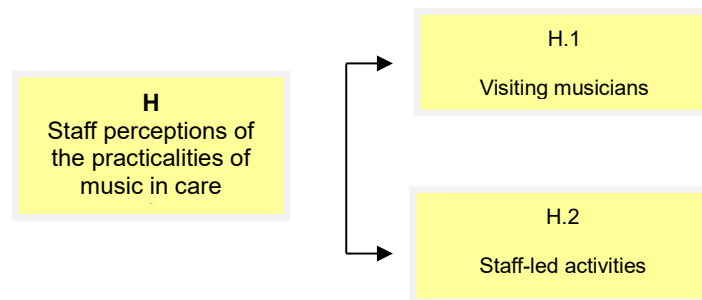 H
Staff perceptions of
the practicalities of
music in care
H.1
Visiting musicians
H.2
Staff-led activities